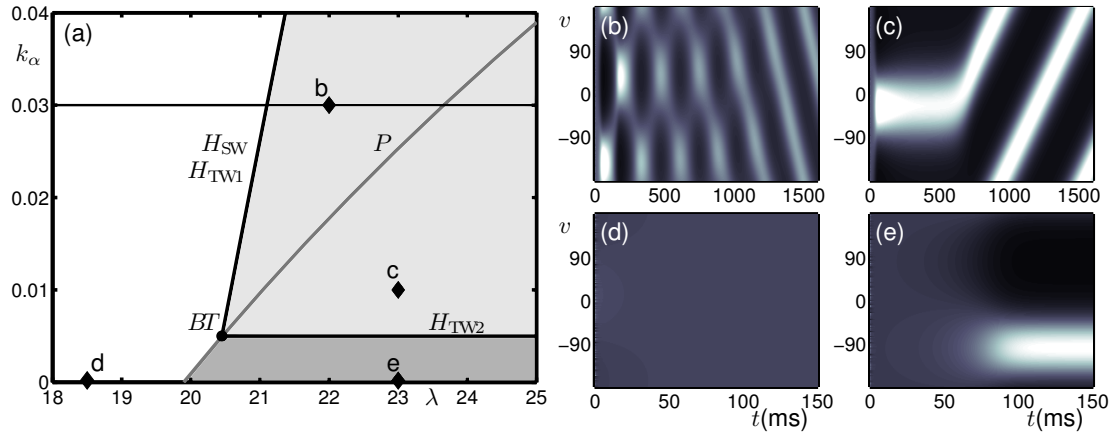 (a)
k_α
0.04
0.03
0.02
0.01
0
18 19 20 21 22 23 24 25
λ
b
H_SW
H_TW1
P
c
BT
H_TW2
d
e
(b)
v
90
0
−90
0 500 1000 1500
(c)
90
0
−90
0 500 1000 1500
(d)
v
90
0
−90
0 50 100 150
t(ms)
(e)
90
0
−90
0 50 100 150
t(ms)